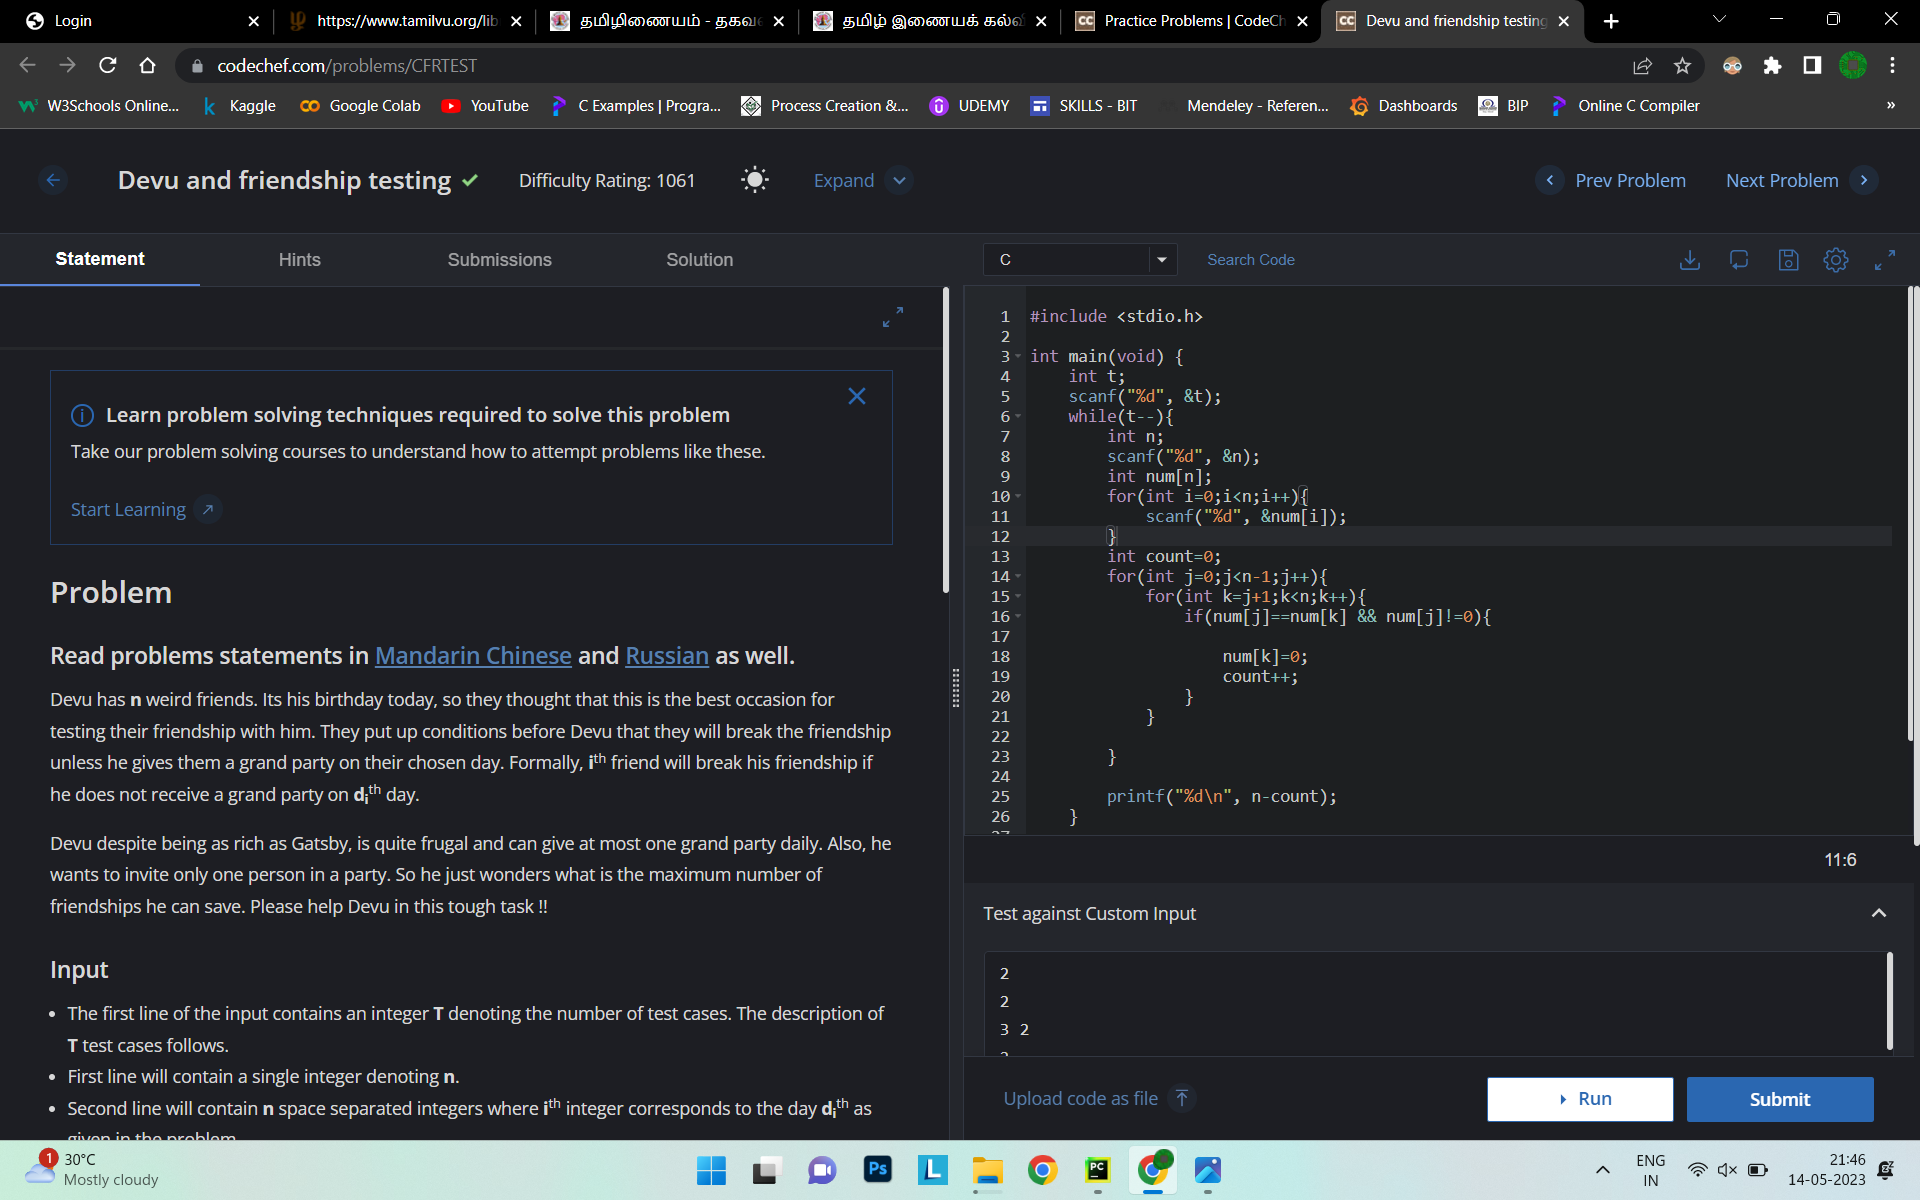 Login
https://www.tamilvu.org/lib
தமிழிணையம் - தகவ
தமிழ் இணையக் கல்வி
Practice Problems | CodeCh
Devu and friendship testing
codechef.com/problems/CFRTEST
W3Schools Online...
Kaggle
Google Colab
YouTube
C Examples | Progra...
Process Creation &...
UDEMY
SKILLS - BIT
Mendeley - Referen...
Dashboards
BIP
Online C Compiler
»
Devu and friendship testing
Difficulty Rating: 1061
Expand
Prev Problem
Next Problem
Statement
Hints
Submissions
Solution
Learn problem solving techniques required to solve this problem
Take our problem solving courses to understand how to attempt problems like these.
Start Learning
Problem
Read problems statements in Mandarin Chinese and Russian as well.
Devu has n weird friends. Its his birthday today, so they thought that this is the best occasion for
testing their friendship with him. They put up conditions before Devu that they will break the friendship
unless he gives them a grand party on their chosen day. Formally, ith friend will break his friendship if
he does not receive a grand party on dith day.
Devu despite being as rich as Gatsby, is quite frugal and can give at most one grand party daily. Also, he
wants to invite only one person in a party. So he just wonders what is the maximum number of
friendships he can save. Please help Devu in this tough task !!
Input
• The first line of the input contains an integer T denoting the number of test cases. The description of
T test cases follows.
• First line will contain a single integer denoting n.
• Second line will contain n space separated integers where ith integer corresponds to the day dith as
given in the problem.
C
Search Code
1 #include <stdio.h>
2
3 int main(void) {
4 int t;
5 scanf("%d", &t);
6 while(t--){
7 int n;
8 scanf("%d", &n);
9 int num[n];
10 for(int i=0;i<n;i++){
11 scanf("%d", &num[i]);
12 }
13 int count=0;
14 for(int j=0;j<n-1;j++){
15 for(int k=j+1;k<n;k++){
16 if(num[j]==num[k] && num[j]!=0){
17
18 num[k]=0;
19 count++;
20 }
21 }
22
23 }
24
25 printf("%d\n", n-count);
26 }
11:6
Test against Custom Input
2
2
3 2
Upload code as file
Run
Submit
1
30°C
Mostly cloudy
Ps
L
PC
ENG
IN
21:46
14-05-2023